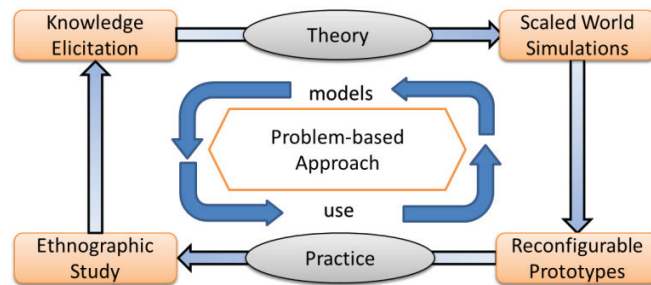 Knowledge
Elicitation
Theory
Scaled World
Simulations
models
Problem-based
Approach
use
Ethnographic
Study
Practice
Reconfigurable
Prototypes